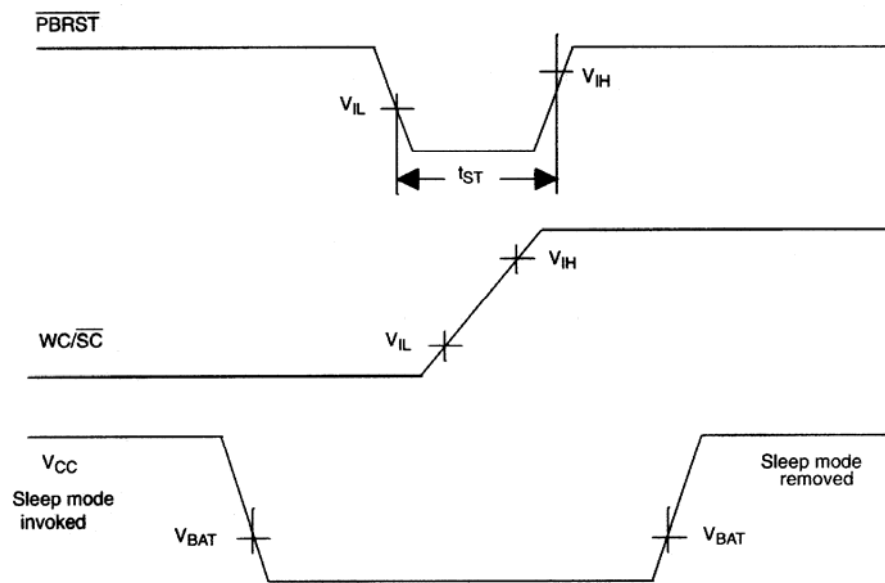 PBRST
VIL
VIH
tST
VIH
VIL
WC/SC
VCC
Sleep mode
invoked
VBAT
VBAT
Sleep mode
removed